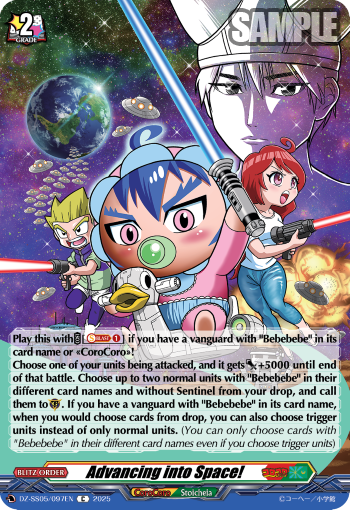 SAMPLE
2
GRADE
Play this with BLAST 1 if you have a vanguard with "Bebebebe" in its
card name or «CoroCoro»!
Choose one of your units being attacked, and it gets +5000 until end
of that battle. Choose up to two normal units with "Bebebebe" in their
different card names and without Sentinel from your drop, and call
them to. If you have a vanguard with "Bebebebe" in its card name,
when you would choose cards from drop, you can also choose trigger
units instead of only normal units. (You can only choose cards with
"Bebebebe" in their different card names even if you choose trigger units)
BLITZ ORDER
Advancing into Space!
DZ-SS05/097EN C 2025
CoroCoro Stoicheia
©コーヘー/小学館